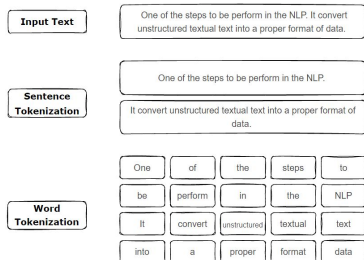 Input Text
One of the steps to be perform in the NLP. It convert
unstructured textual text into a proper format of data.
Sentence
Tokenization
One of the steps to be perform in the NLP.
It convert unstructured textual text into a proper format of
data.
Word
Tokenization
One of the steps to
be perform in the NLP
It convert unstructured textual text
into a proper format data